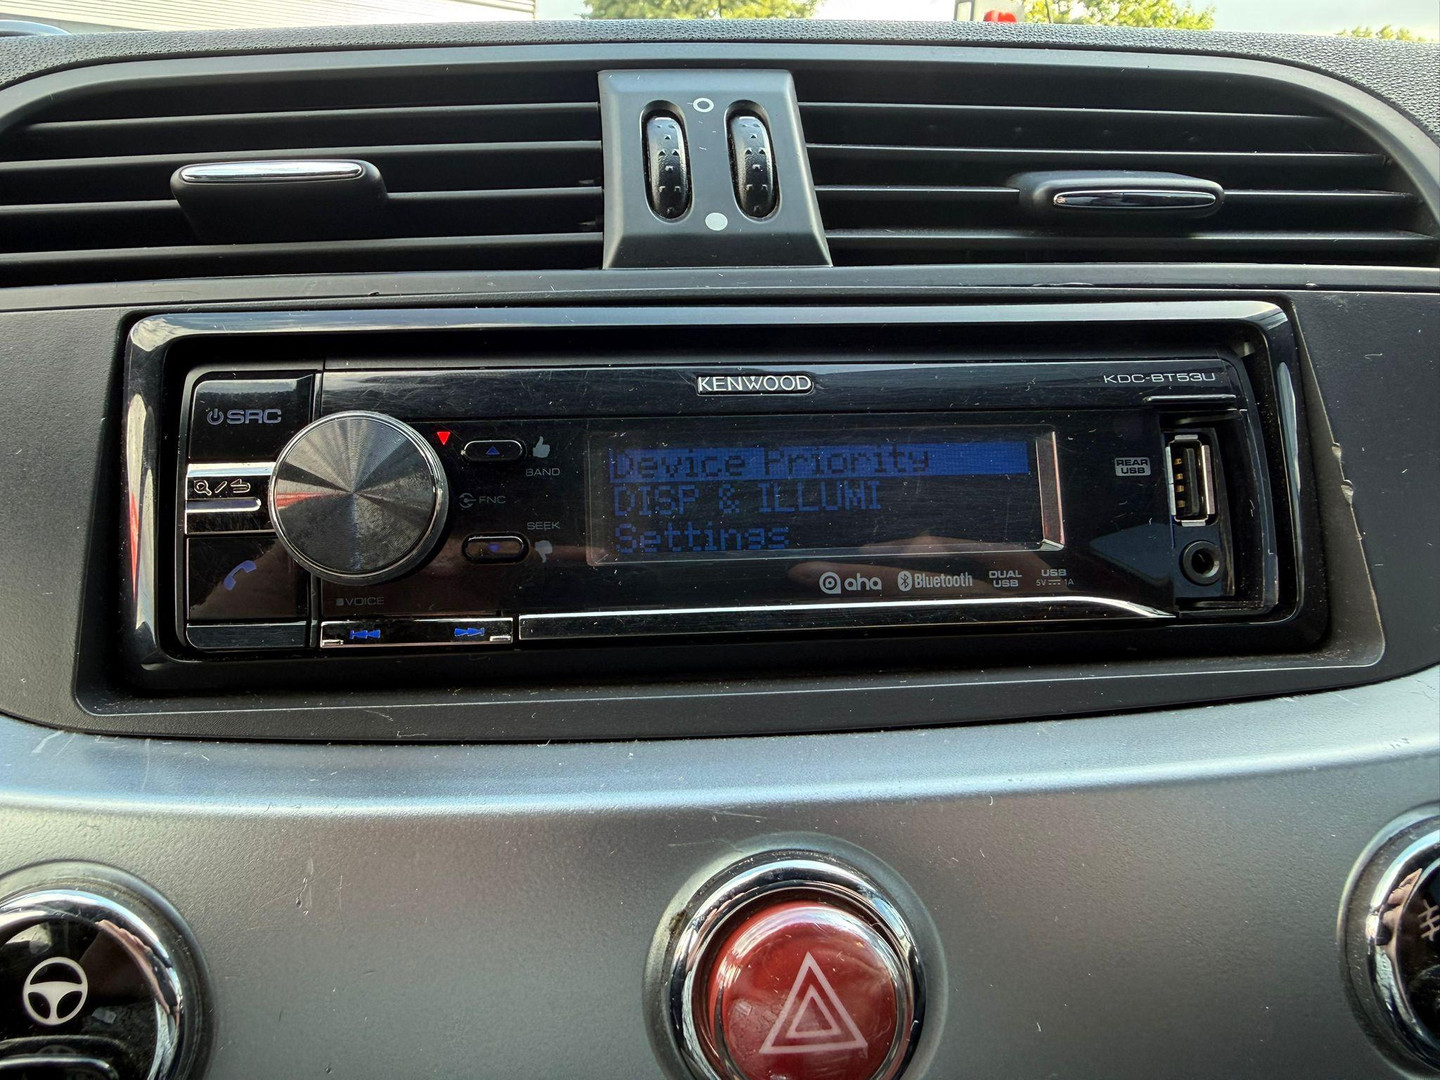 KENWOOD
KDC-BT53U
SRC
BAND
FNC
SEEK
VOICE
Device Priority
DISP & ILLUMI
Settings
REAR
USB
aha
Bluetooth
DUAL
USB
USB
5V 1A